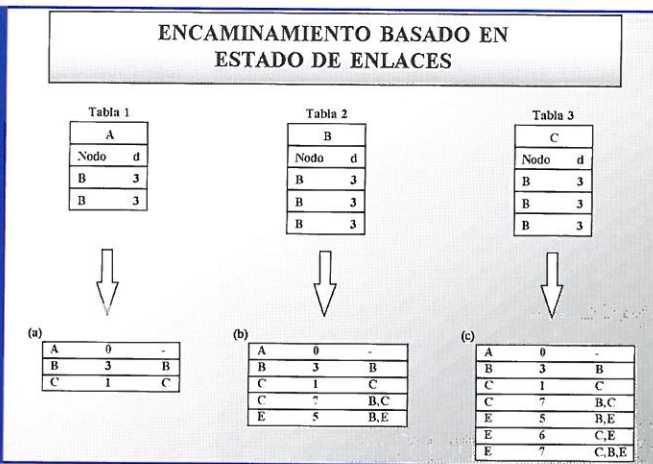 ENCAMINAMIENTO BASADO EN
ESTADO DE ENLACES
Tabla 1
A
Nodo d
B 3
B 3
Tabla 2
B
Nodo d
B 3
B 3
B 3
Tabla 3
C
Nodo d
B 3
B 3
B 3
(a)
A 0 -
B 3 B
C 1 C
(b)
A 0 -
B 3 B
C 1 C
C 7 B,C
E 5 B,E
(c)
A 0 -
B 3 B
C 1 C
C 7 B,C
E 5 B,E
E 6 C,E
E 7 C,B,E